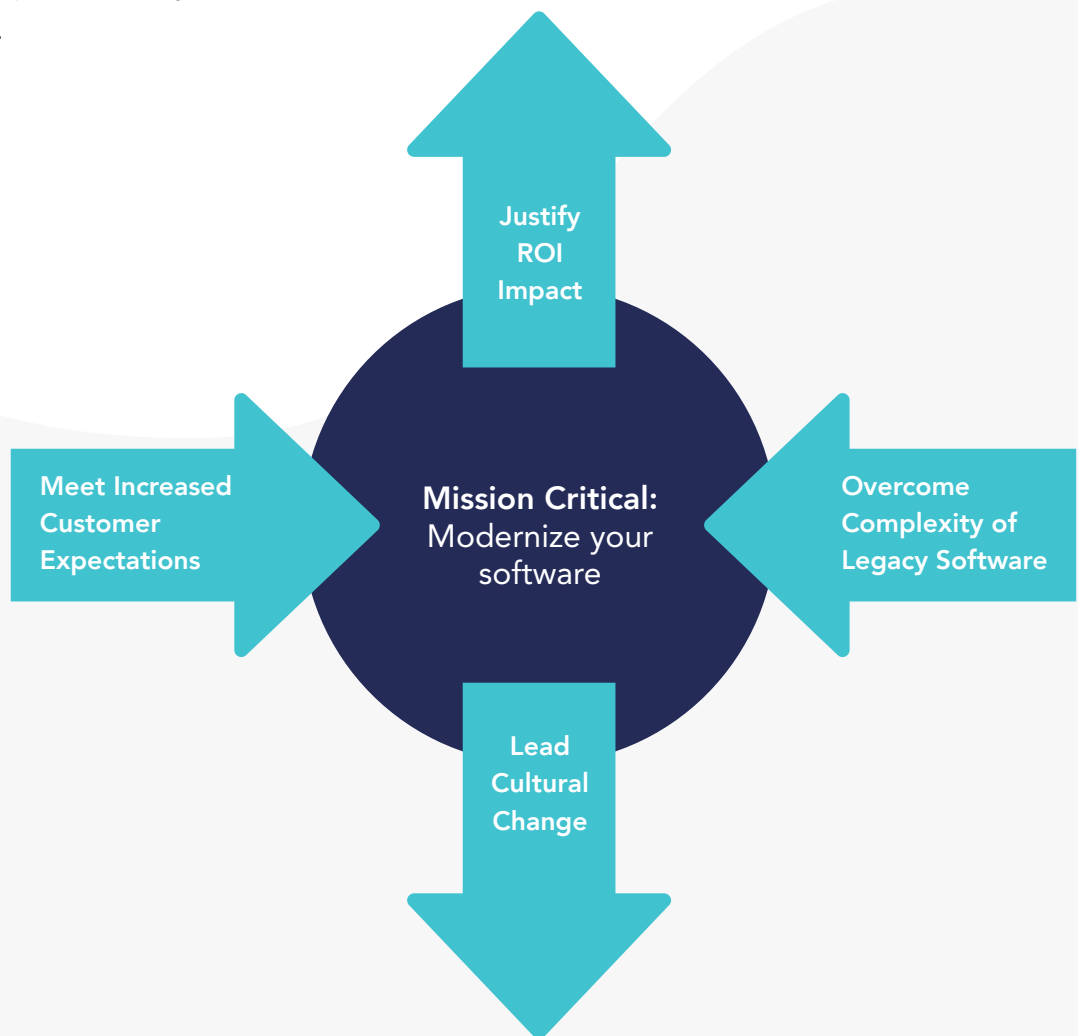 Justify
ROI
Impact
Meet Increased
Customer
Expectations
Mission Critical:
Modernize your
software
Overcome
Complexity of
Legacy Software
Lead
Cultural
Change